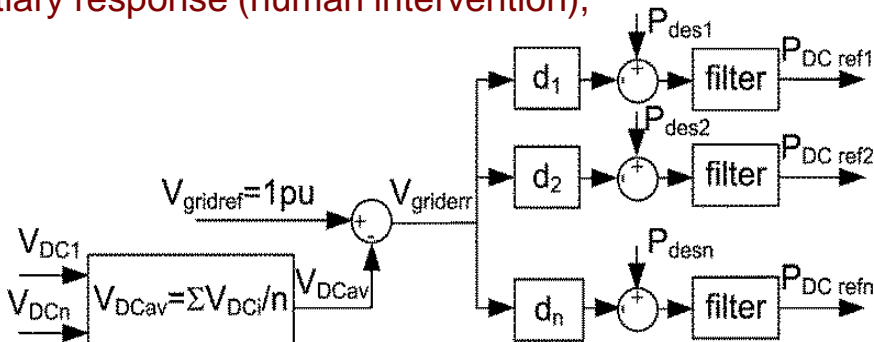 tiary response (human intervention),
P_des1
d_1
+
-
filter
P_DC ref1
P_des2
d_2
+
-
filter
P_DC ref2
V_gridref=1pu
+
-
V_griderr
V_DC1
V_DCn
V_DCav=ΣV_DCi/n
V_DCav
P_desn
d_n
+
-
filter
P_DC refn